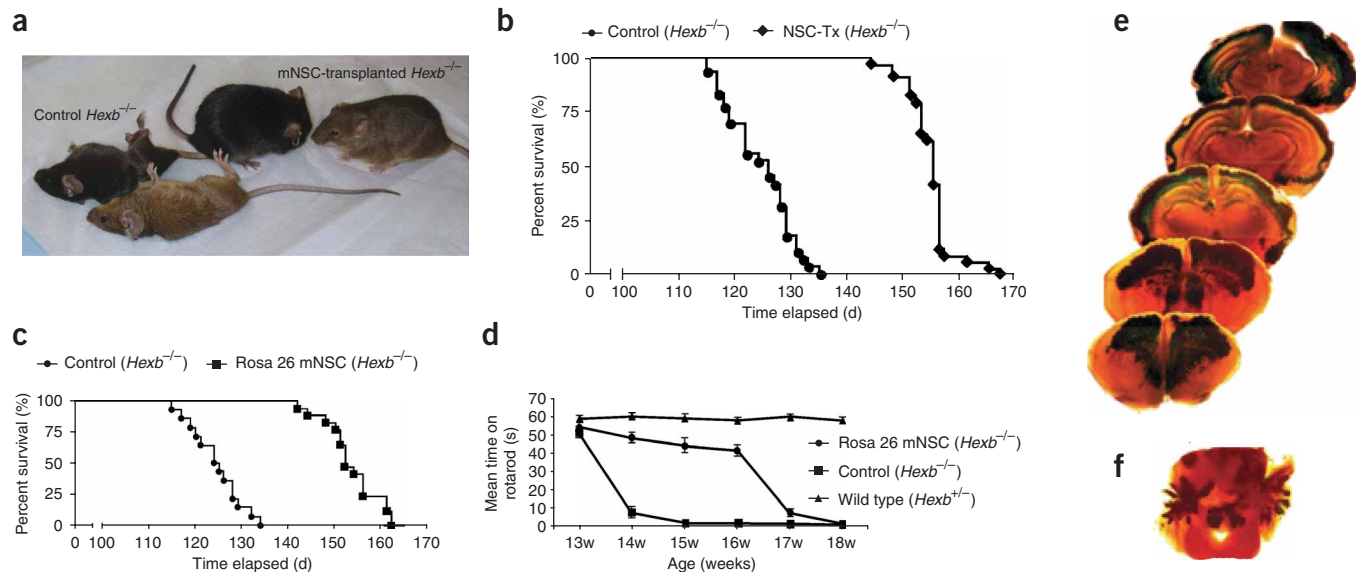 a
mNSC-transplanted Hexb–/–
Control Hexb–/–
b
Control (Hexb–/–)
NSC-Tx (Hexb–/–)
Percent survival (%)
100
75
50
25
0
0 100 110 120 130 140 150 160 170
Time elapsed (d)
c
Control (Hexb–/–)
Rosa 26 mNSC (Hexb–/–)
Percent survival (%)
100
75
50
25
0
0 100 110 120 130 140 150 160 170
Time elapsed (d)
d
Mean time on
rotarod (s)
70
60
50
40
30
20
10
0
13w 14w 15w 16w 17w 18w
Age (weeks)
Rosa 26 mNSC (Hexb–/–)
Control (Hexb–/–)
Wild type (Hexb+/–)
e
f